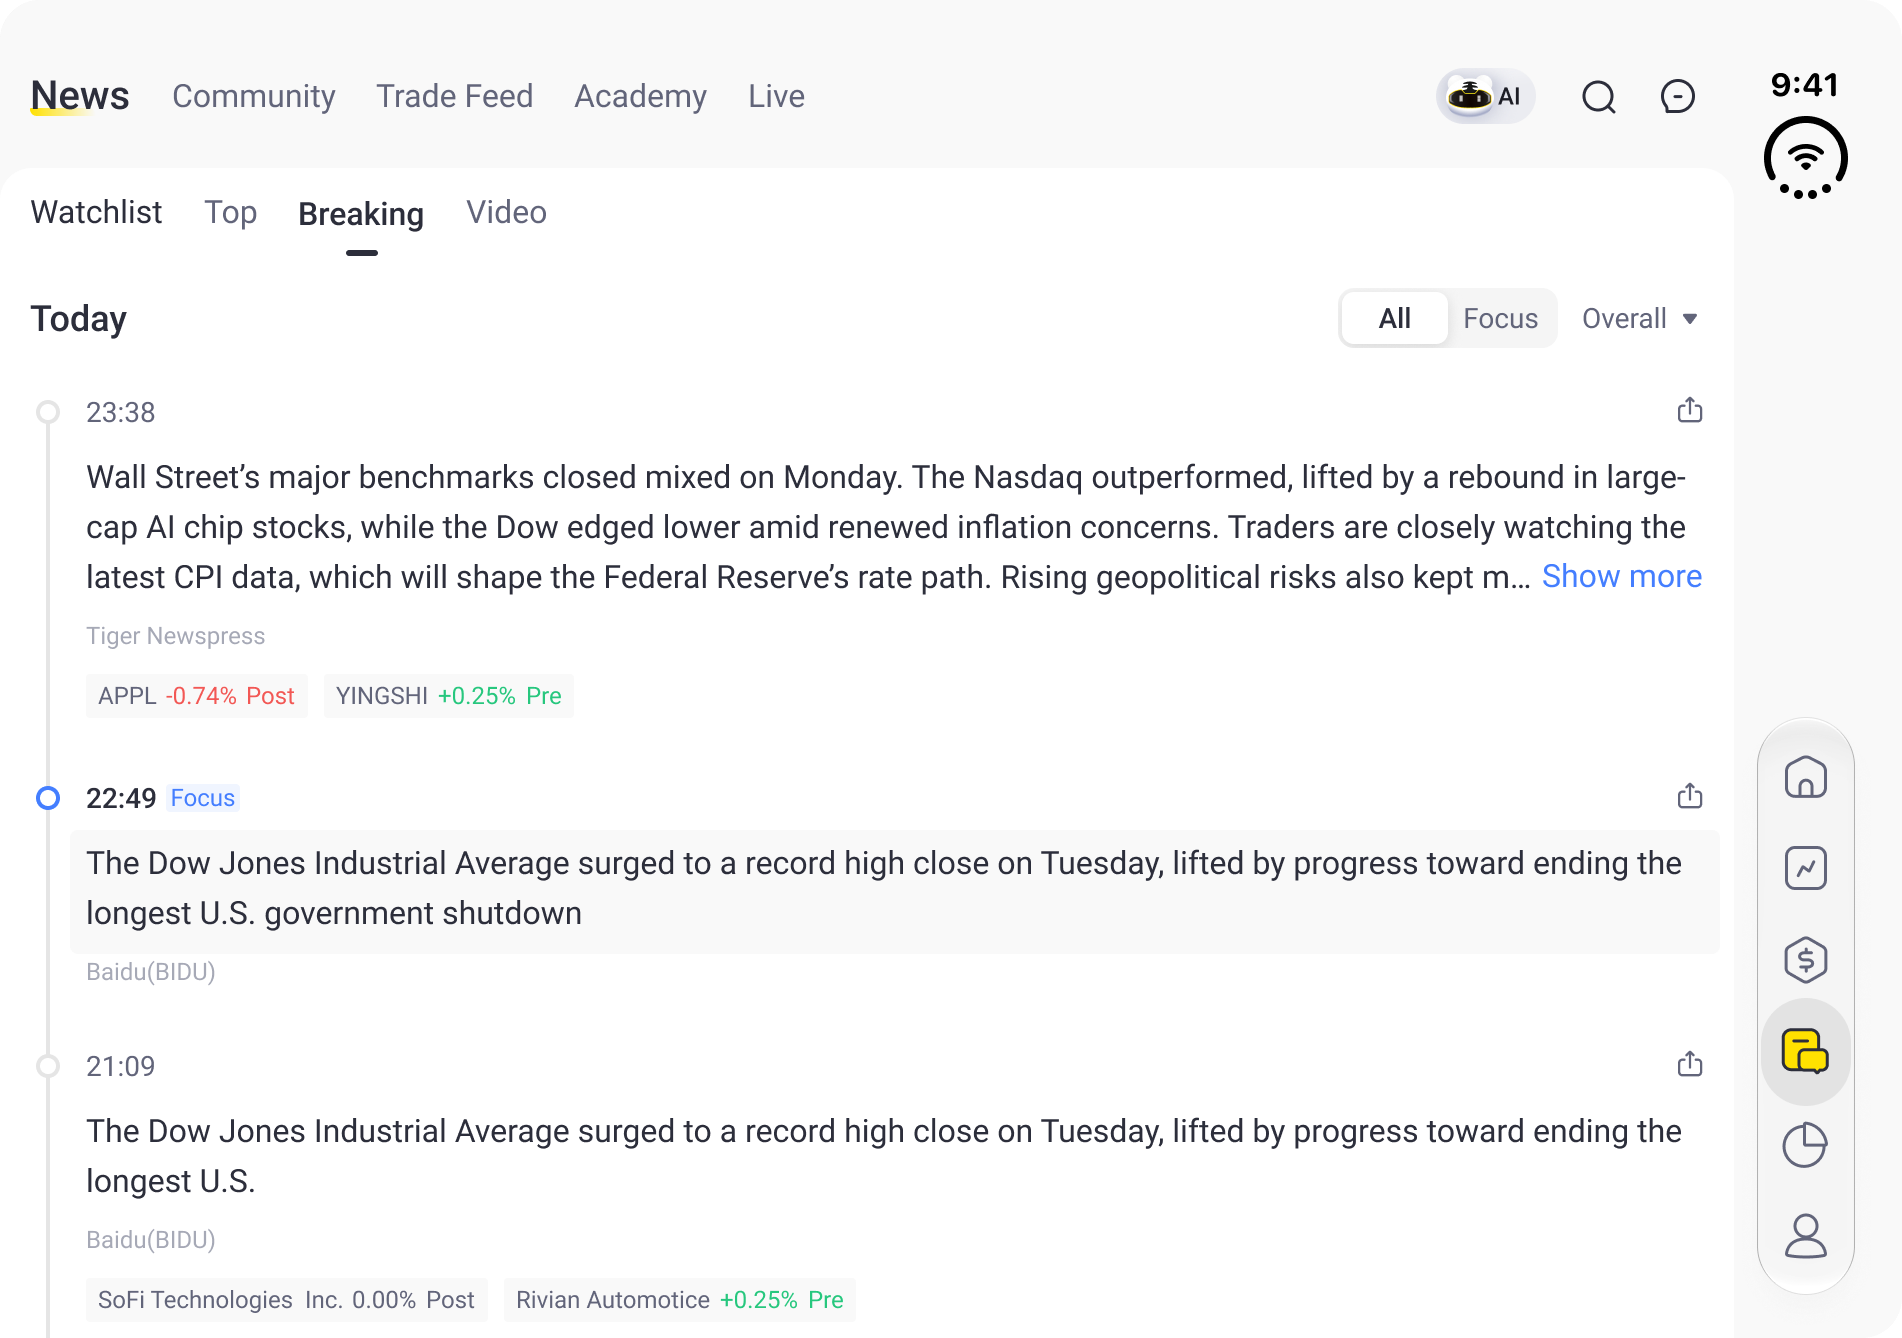 News Community Trade Feed Academy Live AI 9:41
Watchlist Top Breaking Video
Today All Focus Overall
23:38
Wall Street’s major benchmarks closed mixed on Monday. The Nasdaq outperformed, lifted by a rebound in large-
cap AI chip stocks, while the Dow edged lower amid renewed inflation concerns. Traders are closely watching the
latest CPI data, which will shape the Federal Reserve’s rate path. Rising geopolitical risks also kept m... Show more
Tiger Newspress
APPL -0.74% Post YINGSHI +0.25% Pre
22:49 Focus
The Dow Jones Industrial Average surged to a record high close on Tuesday, lifted by progress toward ending the
longest U.S. government shutdown
Baidu(BIDU)
21:09
The Dow Jones Industrial Average surged to a record high close on Tuesday, lifted by progress toward ending the
longest U.S.
Baidu(BIDU)
SoFi Technologies Inc. 0.00% Post Rivian Automotice +0.25% Pre